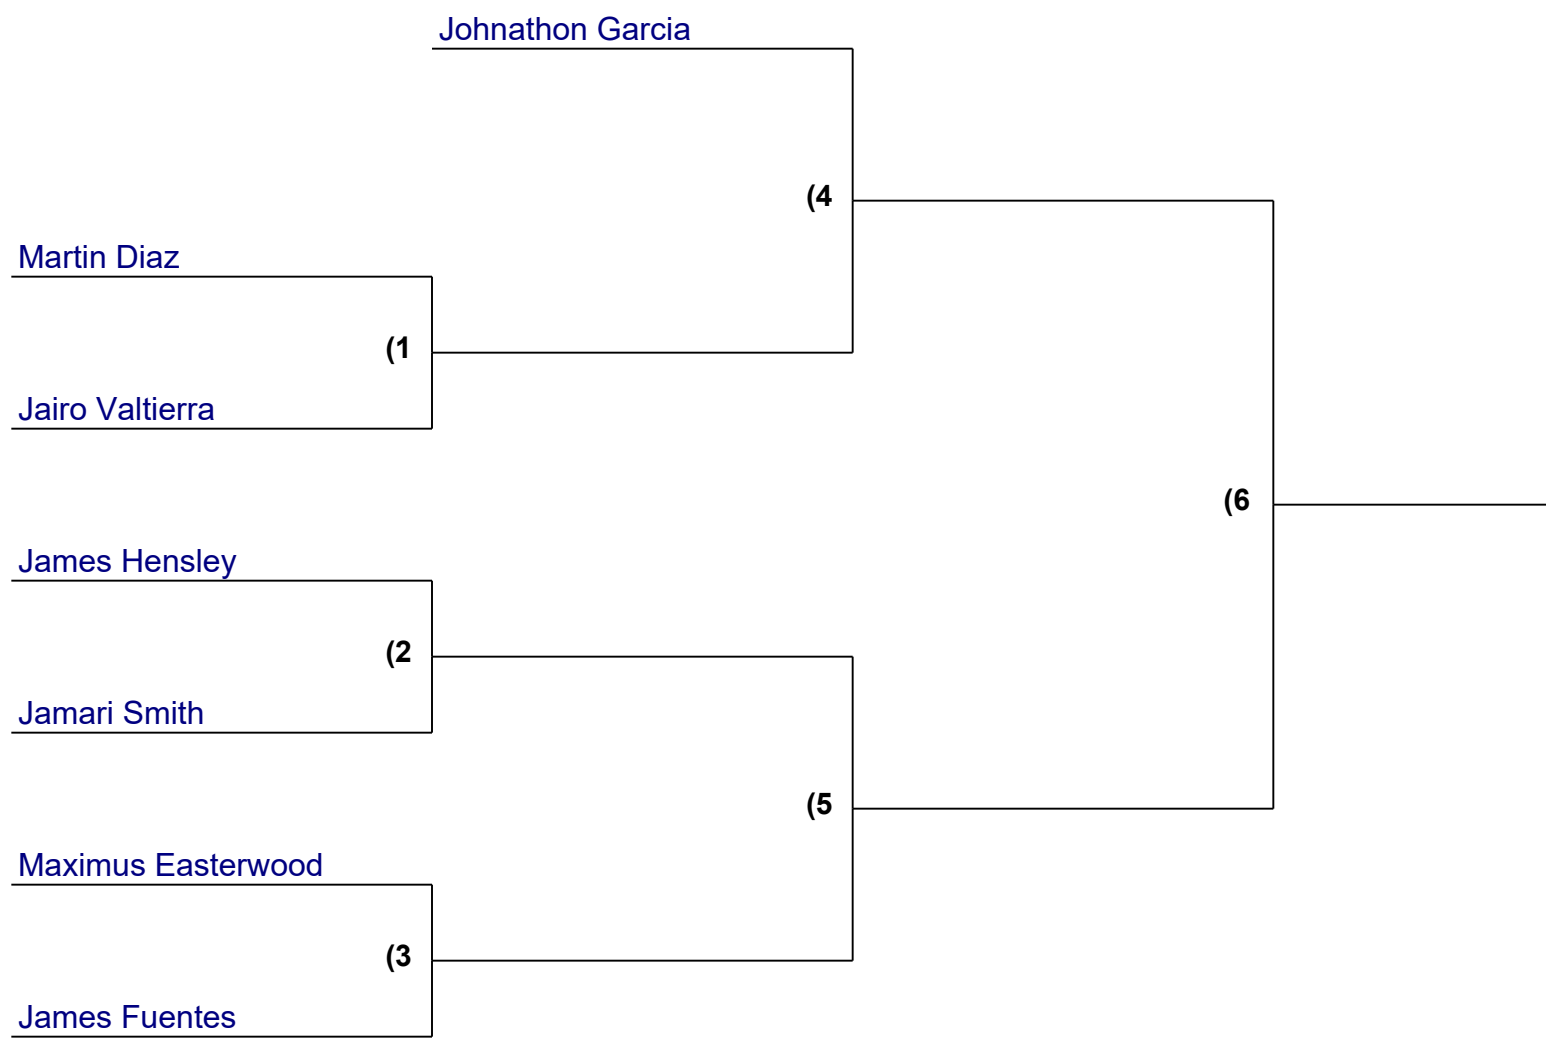 Johnathon Garcia
(4
Martin Diaz
(1
Jairo Valtierra
(6
James Hensley
(2
Jamari Smith
(5
Maximus Easterwood
(3
James Fuentes